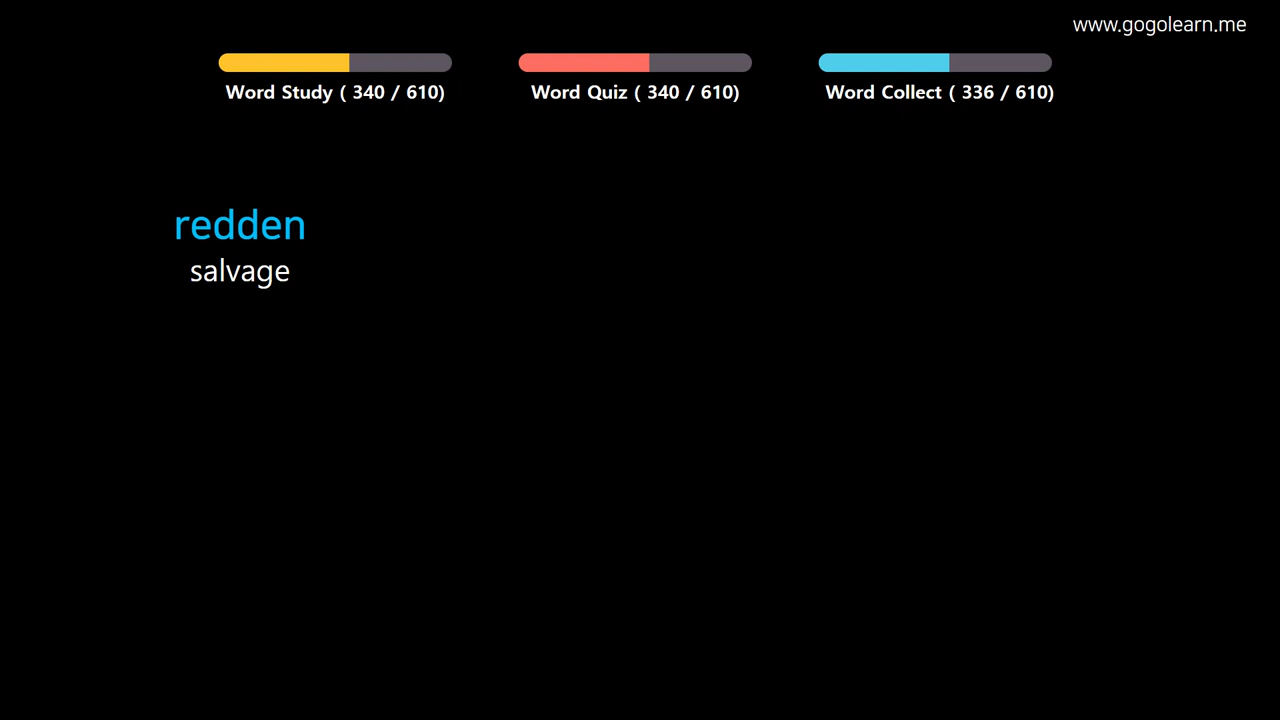 www.gogolearn.me
Word Study ( 340 / 610)
Word Quiz ( 340 / 610)
Word Collect ( 336 / 610)
redden
salvage